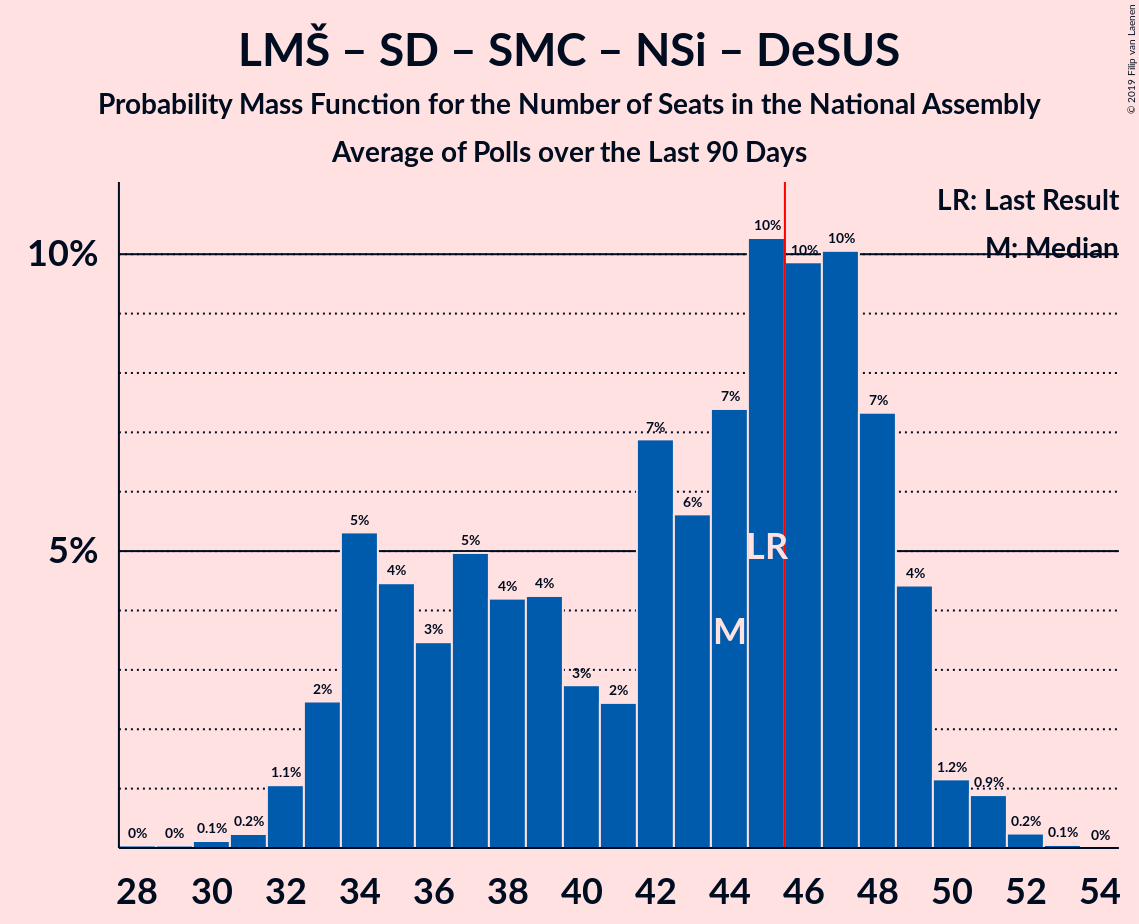 LMŠ – SD – SMC – NSi – DeSUS
Probability Mass Function for the Number of Seats in the National Assembly
Average of Polls over the Last 90 Days
© 2019 Filip van Laenen
LR: Last Result
M: Median
10%
5%
0% 0% 0.1% 0.2% 1.1% 2% 5% 4% 3% 5% 4% 4% 3% 2% 7% 6% 7% 10% 10% 10% 7% 4% 1.2% 0.9% 0.2% 0.1% 0%
LR
M
28 30 32 34 36 38 40 42 44 46 48 50 52 54